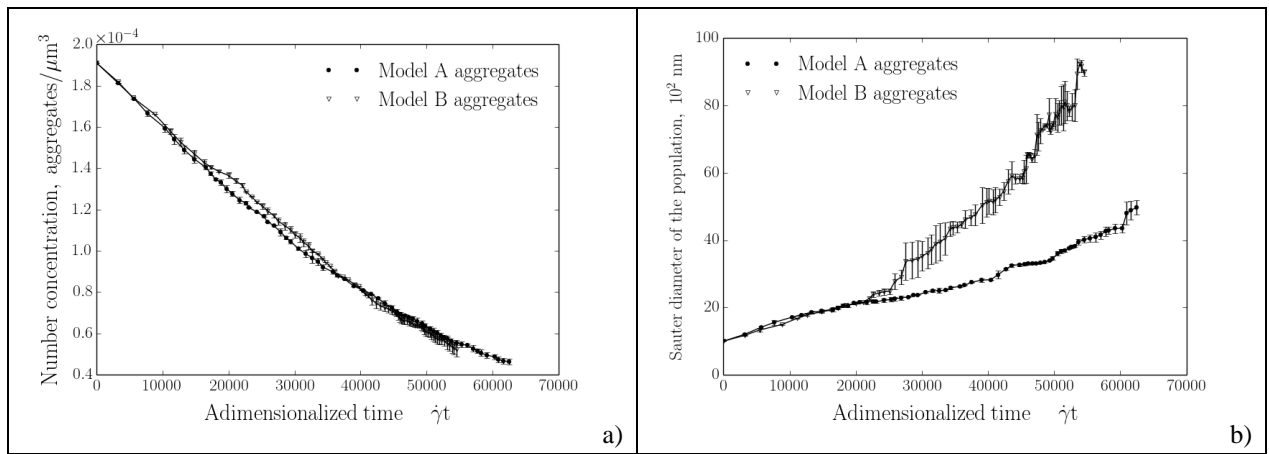 2.0 ×10⁻⁴
1.8
1.6
1.4
1.2
1.0
0.8
0.6
0.4
0 10000 20000 30000 40000 50000 60000 70000
Number concentration, aggregates/μm³
Adimensionalized time γ̇t
Model A aggregates
Model B aggregates
a)
100
80
60
40
20
0
0 10000 20000 30000 40000 50000 60000 70000
Sauter diameter of the population, 10² nm
Adimensionalized time γ̇t
Model A aggregates
Model B aggregates
b)